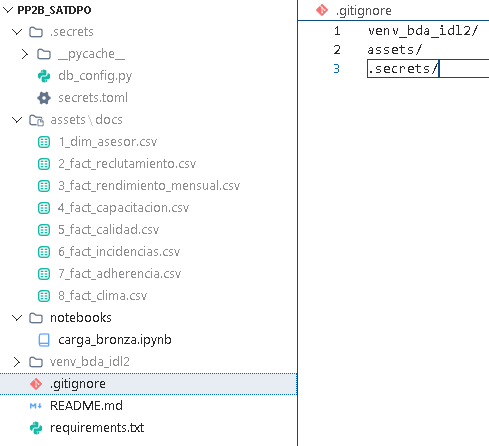 PP2B_SATDPO
.secrets
__pycache__
db_config.py
secrets.toml
assets\docs
1_dim_asesor.csv
2_fact_reclutamiento.csv
3_fact_rendimiento_mensual.csv
4_fact_capacitacion.csv
5_fact_calidad.csv
6_fact_incidencias.csv
7_fact_adherencia.csv
8_fact_clima.csv
notebooks
carga_bronza.ipynb
venv_bda_idl2
.gitignore
README.md
requirements.txt
.gitignore
1 venv_bda_idl2/
2 assets/
3 .secrets/